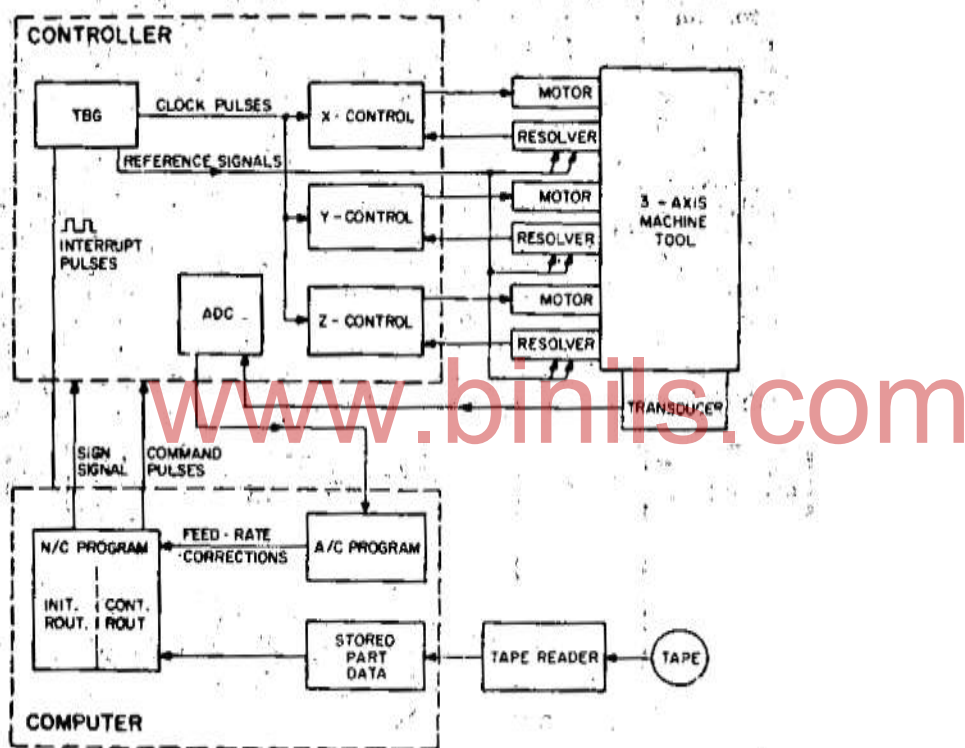 CONTROLLER
TBG
CLOCK PULSES
X - CONTROL
MOTOR
RESOLVER
REFERENCE SIGNALS
Y - CONTROL
MOTOR
RESOLVER
3 - AXIS
MACHINE
TOOL
INTERRUPT
PULSES
ADC
Z - CONTROL
MOTOR
RESOLVER
www.binils.com
TRANSDUCER
SIGN
SIGNAL
COMMAND
PULSES
N/C PROGRAM
FEED - RATE
CORRECTIONS
A/C PROGRAM
INIT.
ROUT.
CONT.
ROUT
STORED
PART
DATA
TAPE READER
TAPE
COMPUTER